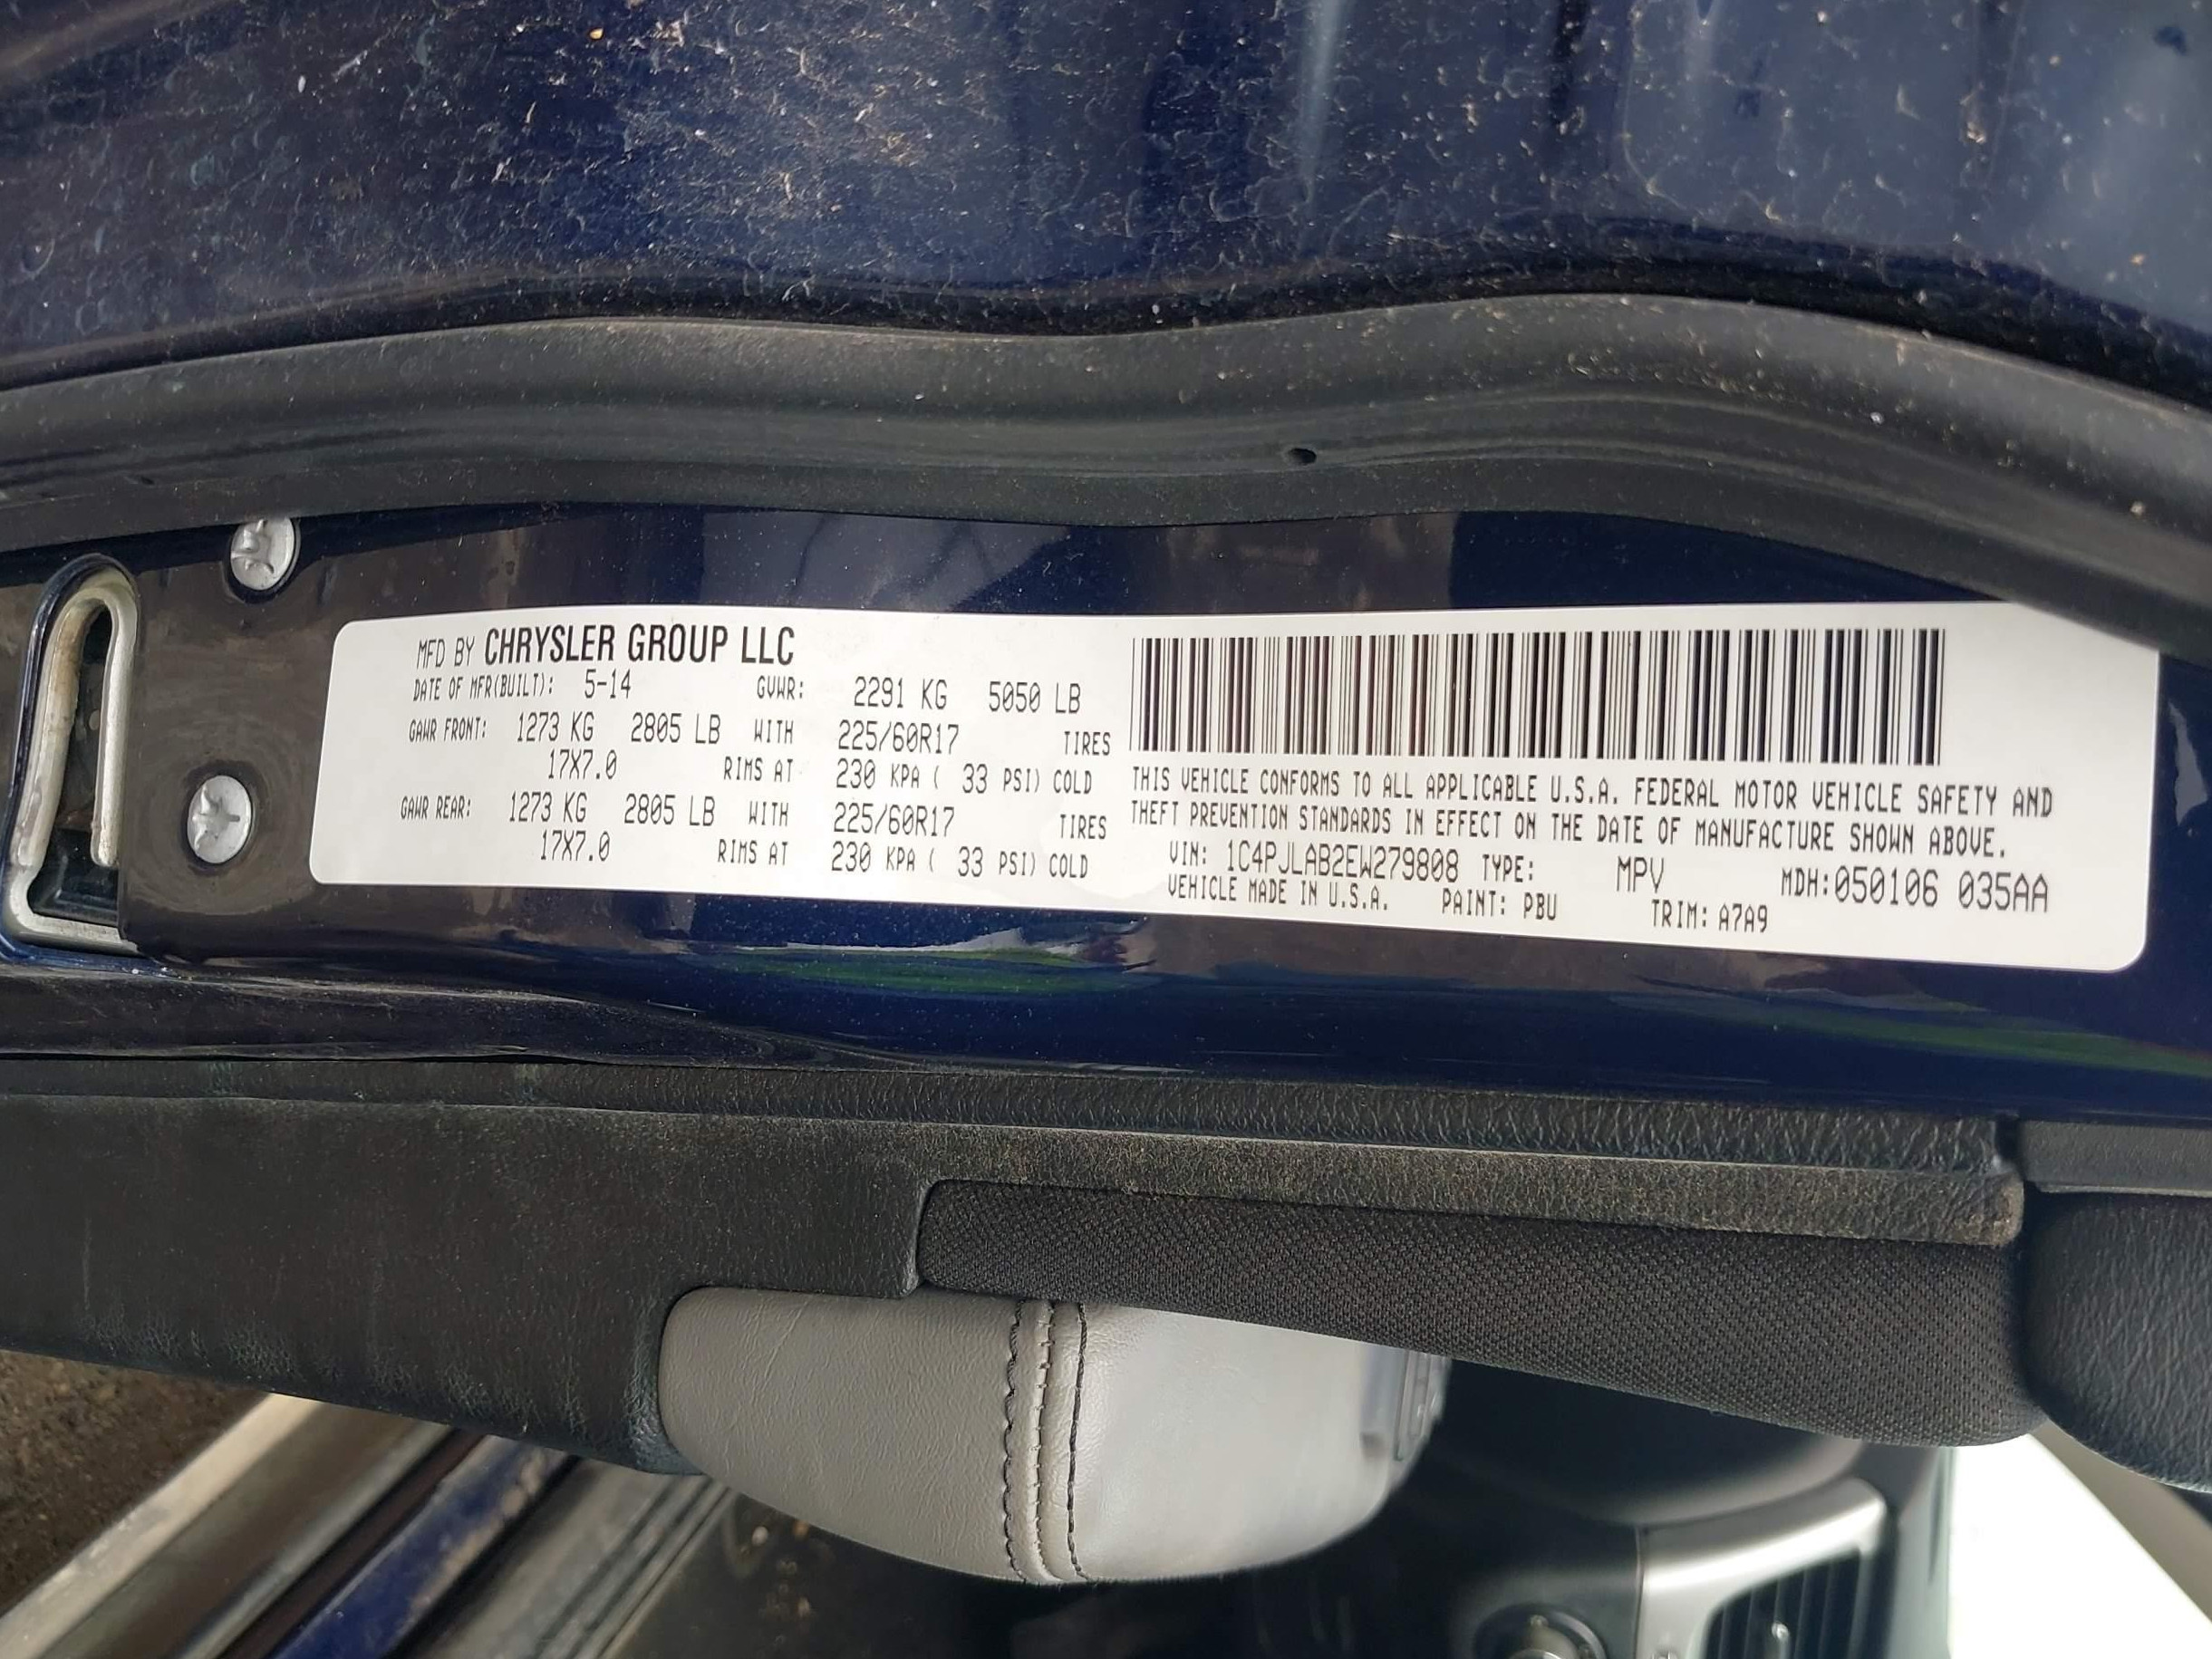 MFD BY CHRYSLER GROUP LLC
DATE OF MFR(BUILT): 5-14 GVWR: 2291 KG 5050 LB
GAWR FRONT: 1273 KG 2805 LB WITH 225/60R17 TIRES
17X7.0 RIMS AT 230 KPA ( 33 PSI) COLD
GAWR REAR: 1273 KG 2805 LB WITH 225/60R17 TIRES
17X7.0 RIMS AT 230 KPA ( 33 PSI) COLD
THIS VEHICLE CONFORMS TO ALL APPLICABLE U.S.A. FEDERAL MOTOR VEHICLE SAFETY AND
THEFT PREVENTION STANDARDS IN EFFECT ON THE DATE OF MANUFACTURE SHOWN ABOVE.
VIN: 1C4PJLAB2EW279808 TYPE: MPV MDH:050106 035AA
VEHICLE MADE IN U.S.A. PAINT: PBU TRIM: A7A9